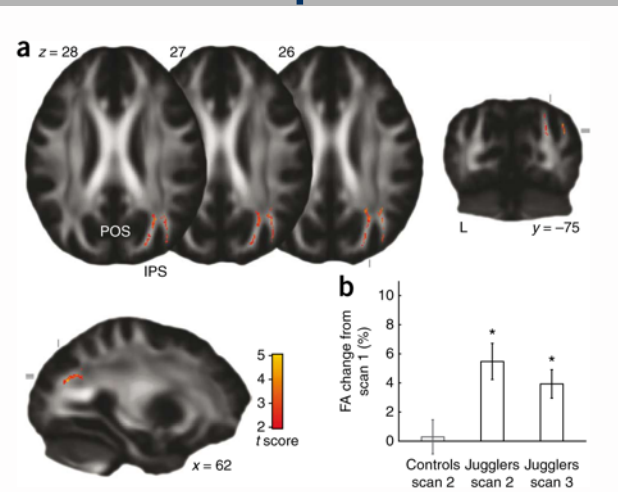 a z = 28 27 26
POS
IPS
L y = –75
b
10
8
6
4
2
0
FA change from
scan 1 (%)
* *
Controls Jugglers Jugglers
scan 2 scan 2 scan 3
5
4
3
2
t score
x = 62